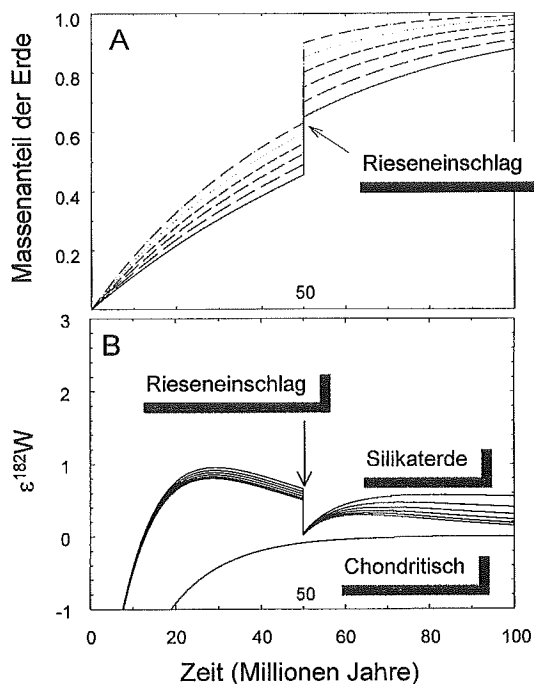 A
1.0
0.8
0.6
0.4
0.2
Massenanteil der Erde
Rieseneinschlag
50
B
3
2
1
0
-1
ε182W
Rieseneinschlag
Silikaterde
Chondritisch
50
0
20
40
60
80
100
Zeit (Millionen Jahre)